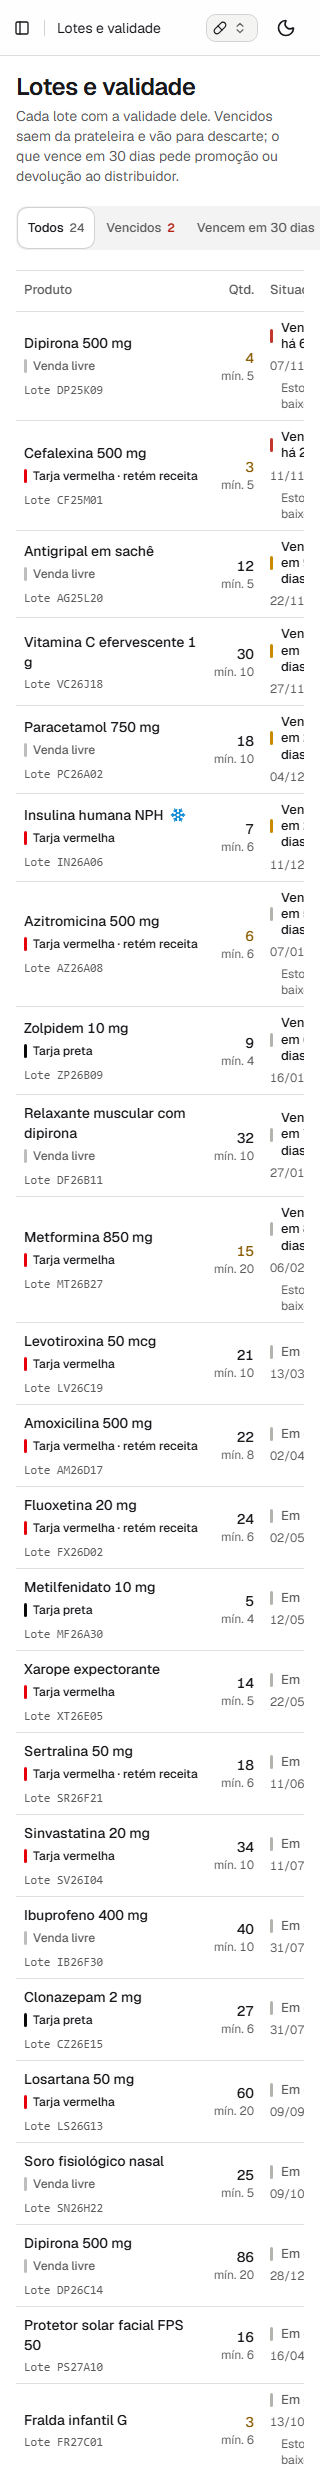 Lotes e validade
Lotes e validade
Cada lote com a validade dele. Vencidos
saem da prateleira e vão para descarte; o
que vence em 30 dias pede promoção ou
devolução ao distribuidor.
Todos 24 Vencidos 2 Vencem em 30 dias
Produto Qtd.
Dipirona 500 mg
Venda livre
Lote DP25K09
4
mín. 5
há
07/11
Cefalexina 500 mg
Tarja vermelha · retém receita
Lote CF25M01
3
mín. 5
há
11/11
Antigripal em sachê
Venda livre
Lote AG25L20
12
mín. 5
em
dias
22/11
Vitamina C efervescente 1
g
Lote VC26J18
30
mín. 10
em
dias
27/11
Paracetamol 750 mg
Venda livre
Lote PC26A02
18
mín. 10
em
dias
04/12
Insulina humana NPH
Tarja vermelha
Lote IN26A06
7
mín. 6
em
dias
11/12
Azitromicina 500 mg
Tarja vermelha · retém receita
Lote AZ26A08
6
mín. 6
em
dias
07/01
Zolpidem 10 mg
Tarja preta
Lote ZP26B09
9
mín. 4
em
dias
16/01
Relaxante muscular com
dipirona
Venda livre
Lote DF26B11
32
mín. 10
em
dias
27/01
Metformina 850 mg
Tarja vermelha
Lote MT26B27
15
mín. 20
em
dias
06/02
Levotiroxina 50 mcg
Tarja vermelha
Lote LV26C19
21
mín. 10
Em
13/03
Amoxicilina 500 mg
Tarja vermelha · retém receita
Lote AM26D17
22
mín. 8
Em
02/04
Fluoxetina 20 mg
Tarja vermelha · retém receita
Lote FX26D02
24
mín. 6
Em
02/05
Metilfenidato 10 mg
Tarja preta
Lote MF26A30
5
mín. 4
Em
12/05
Xarope expectorante
Tarja vermelha
Lote XT26E05
14
mín. 5
Em
22/05
Sertralina 50 mg
Tarja vermelha · retém receita
Lote SR26F21
18
mín. 6
Em
11/06
Sinvastatina 20 mg
Tarja vermelha
Lote SV26I04
34
mín. 10
Em
11/07
Ibuprofeno 400 mg
Venda livre
Lote IB26F30
40
mín. 10
Em
31/07
Clonazepam 2 mg
Tarja preta
Lote CZ26E15
27
mín. 6
Em
31/07
Losartana 50 mg
Tarja vermelha
Lote LS26G13
60
mín. 20
Em
09/09
Soro fisiológico nasal
Venda livre
Lote SN26H22
25
mín. 5
Em
09/10
Dipirona 500 mg
Venda livre
Lote DP26C14
86
mín. 20
Em
28/12
Protetor solar facial FPS
50
Lote PS27A10
16
mín. 6
Em
16/04
Fralda infantil G
Lote FR27C01
3
mín. 6
Em
13/10